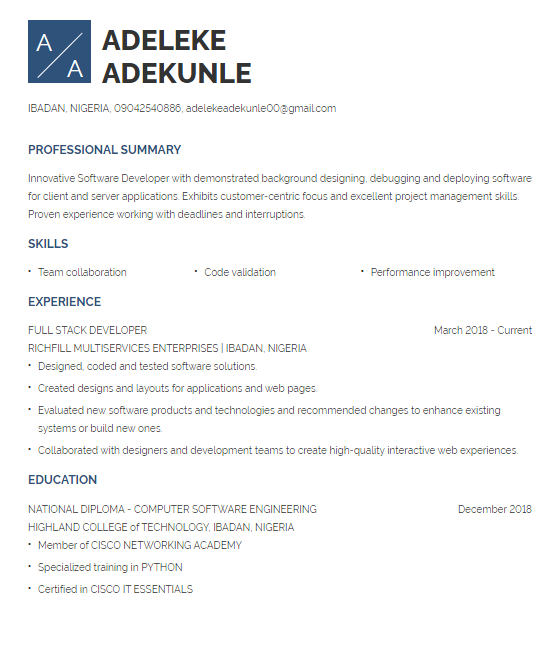 A
A
ADELEKE
ADEKUNLE
IBADAN, NIGERIA, 09042540886, adelekeadekunle00@gmail.com
PROFESSIONAL SUMMARY
Innovative Software Developer with demonstrated background designing, debugging and deploying software
for client and server applications. Exhibits customer-centric focus and excellent project management skills.
Proven experience working with deadlines and interruptions.
SKILLS
• Team collaboration • Code validation • Performance improvement
EXPERIENCE
FULL STACK DEVELOPER March 2018 - Current
RICHFILL MULTISERVICES ENTERPRISES | IBADAN, NIGERIA
• Designed, coded and tested software solutions.
• Created designs and layouts for applications and web pages.
• Evaluated new software products and technologies and recommended changes to enhance existing
systems or build new ones.
• Collaborated with designers and development teams to create high-quality interactive web experiences.
EDUCATION
NATIONAL DIPLOMA - COMPUTER SOFTWARE ENGINEERING December 2018
HIGHLAND COLLEGE of TECHNOLOGY, IBADAN, NIGERIA
• Member of CISCO NETWORKING ACADEMY
• Specialized training in PYTHON
• Certified in CISCO IT ESSENTIALS